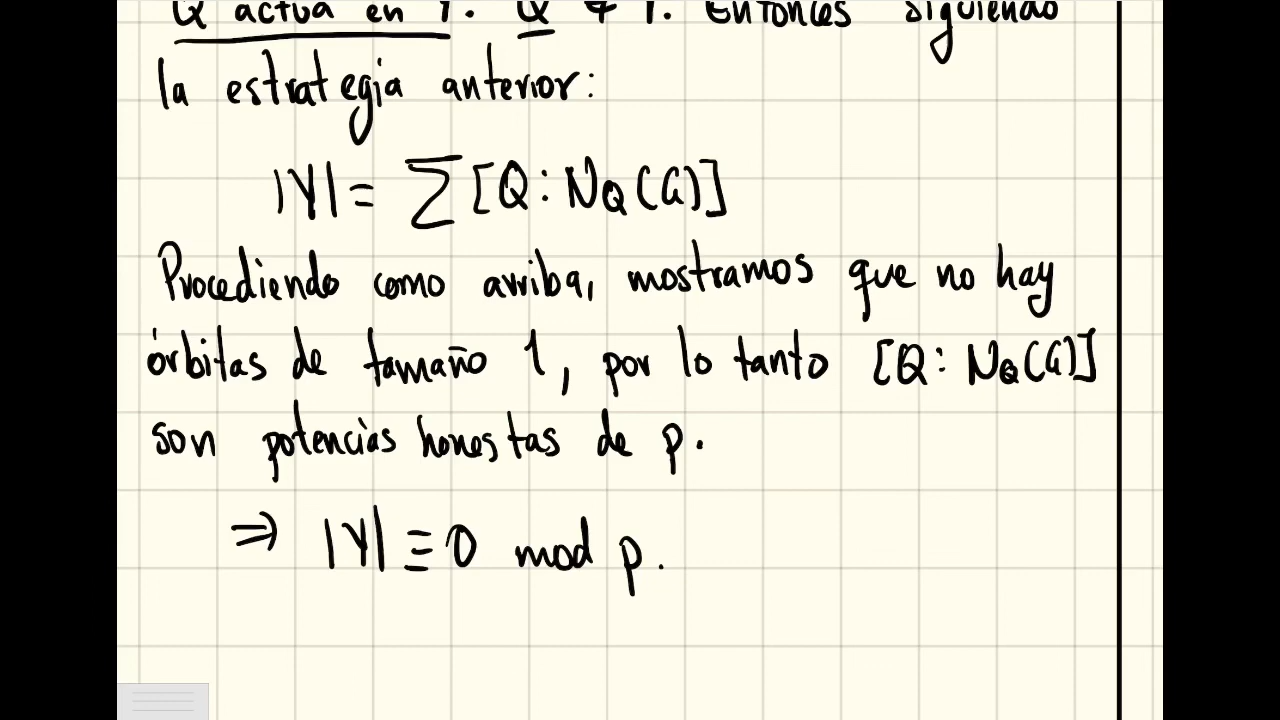 Q actúa en Y. Q ∉ Y. Entonces siguiendo
la estrategia anterior:
|Y| = ∑ [Q : N_Q(G)]
Procediendo como arriba, mostramos que no hay
órbitas de tamaño 1, por lo tanto [Q : N_Q(G)]
son potencias honestas de p.
⇒ |Y| ≡ 0 mod p.